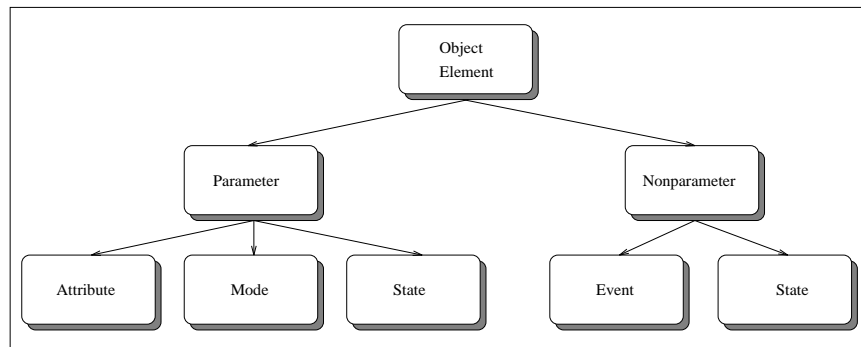 Object
Element
Parameter
Nonparameter
Attribute
Mode
State
Event
State